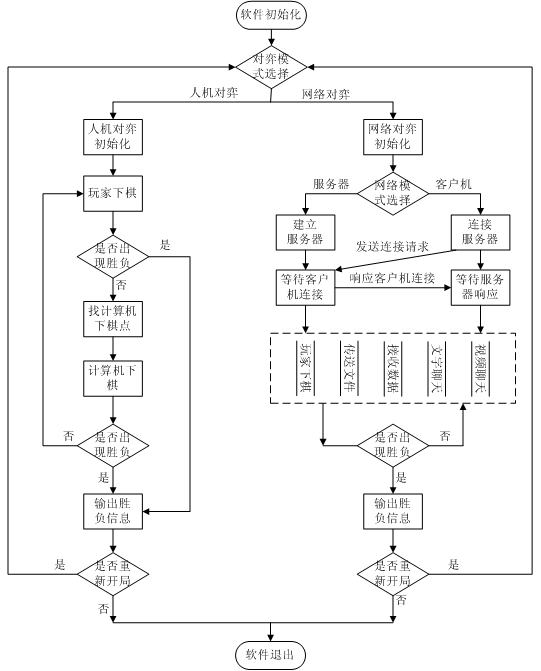 软件初始化
对弈模
式选择
人机对弈
网络对弈
人机对弈
初始化
网络对弈
初始化
玩家下棋
服务器
网络模
式选择
客户机
建立
服务器
连接
服务器
是否出
现胜负
是
否
发送连接请求
等待客户
机连接
响应客户机连接
等待服务
器响应
找计算机
下棋点
计算机下
棋
玩家下棋
传送文件
接收数据
文字聊天
视频聊天
否
是否出
现胜负
是
是否出
现胜负
否
是
输出胜
负信息
输出胜
负信息
是
是否重
新开局
否
是否重
新开局
是
否
软件退出